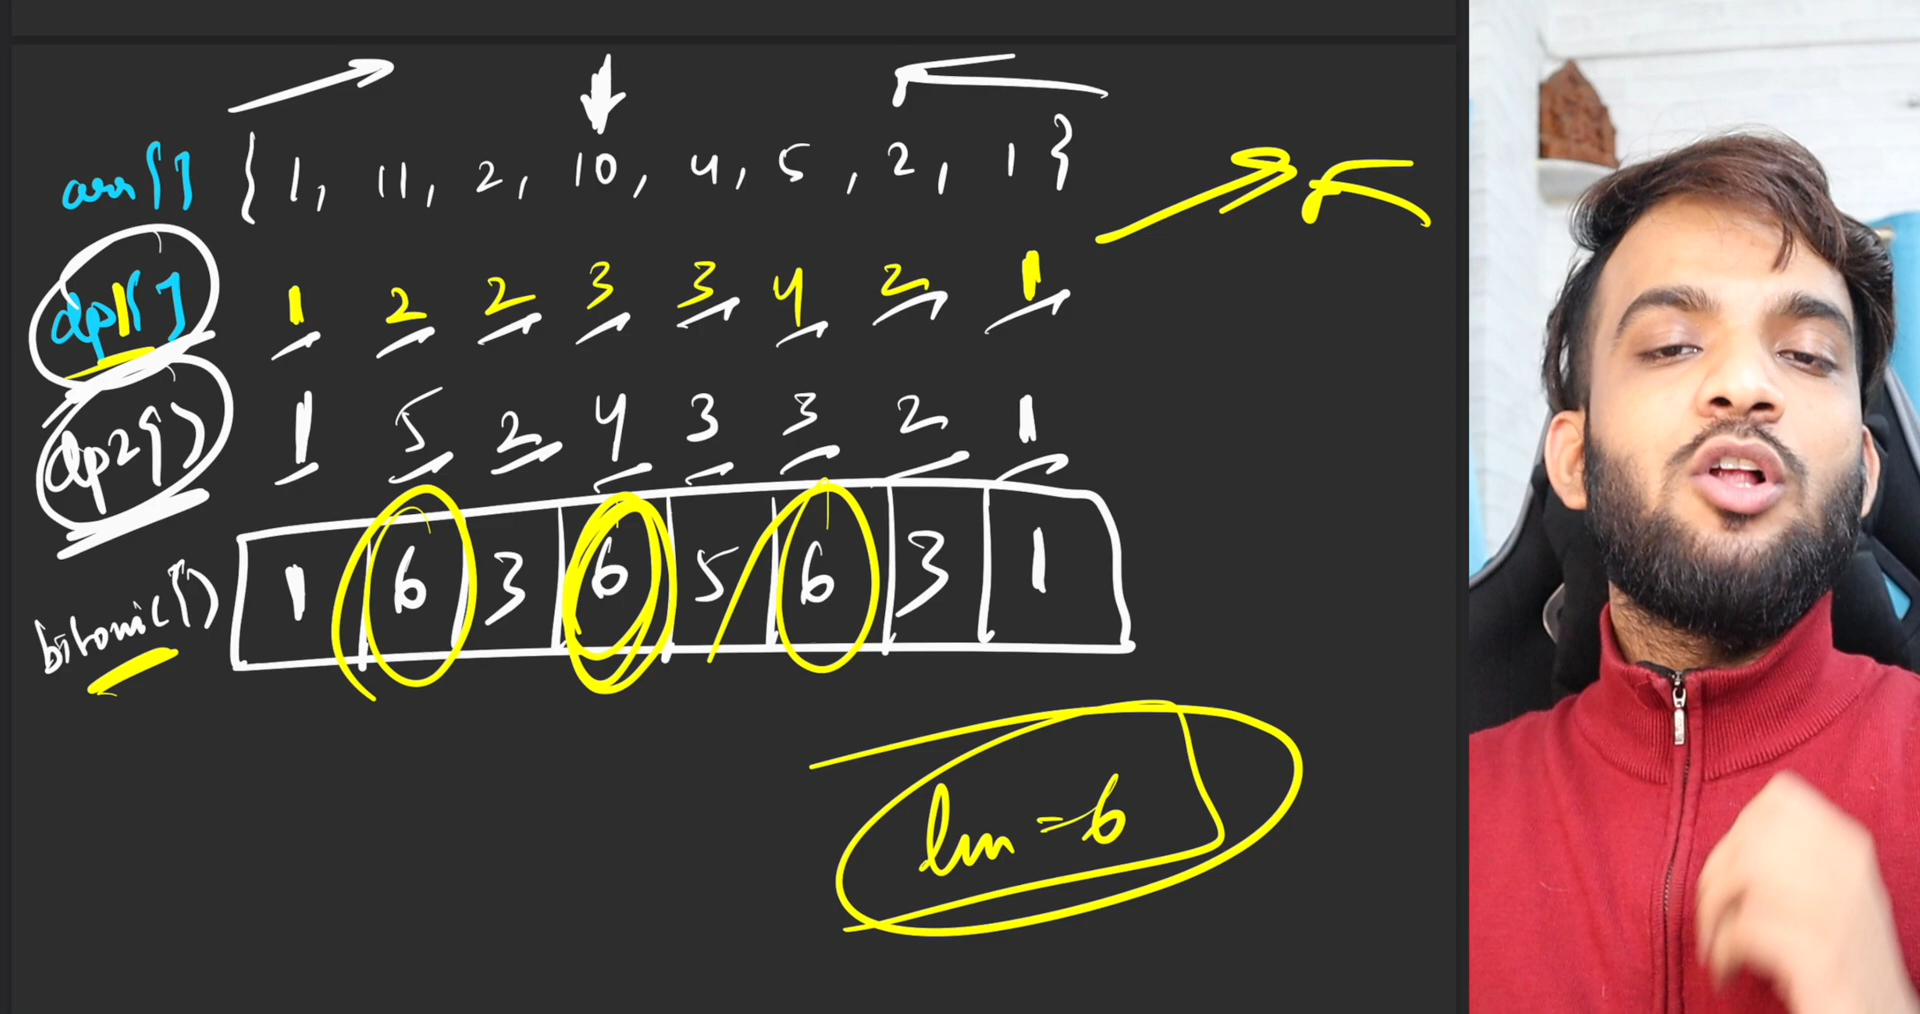 arr[] {1, 11, 2, 10, 4, 5, 2, 1}
dp1[] 1 2 2 3 3 4 2 1
dp2[] 1 5 2 4 3 3 2 1
bitonic[] 1 6 3 6 5 6 3 1
len = 6